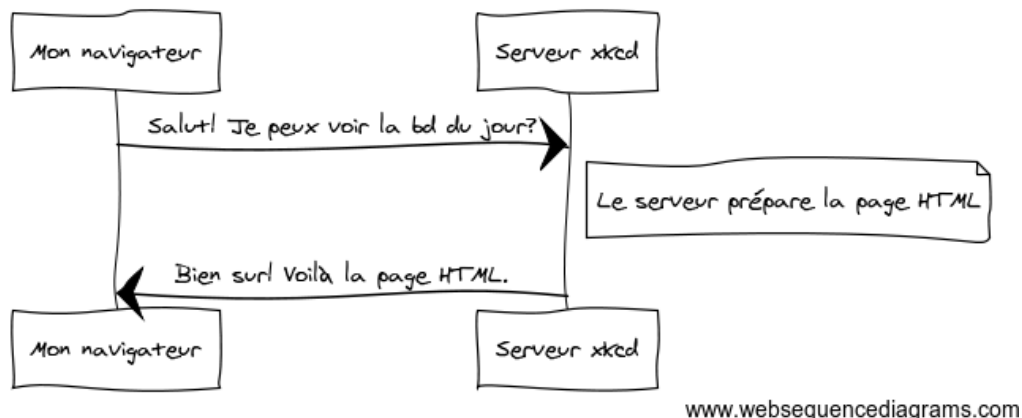 Mon navigateur
Serveur xkcd
Salut! Je peux voir la bd du jour?
Le serveur prépare la page HTML
Bien sur! Voilà la page HTML.
Mon navigateur
Serveur xkcd
www.websequencediagrams.com